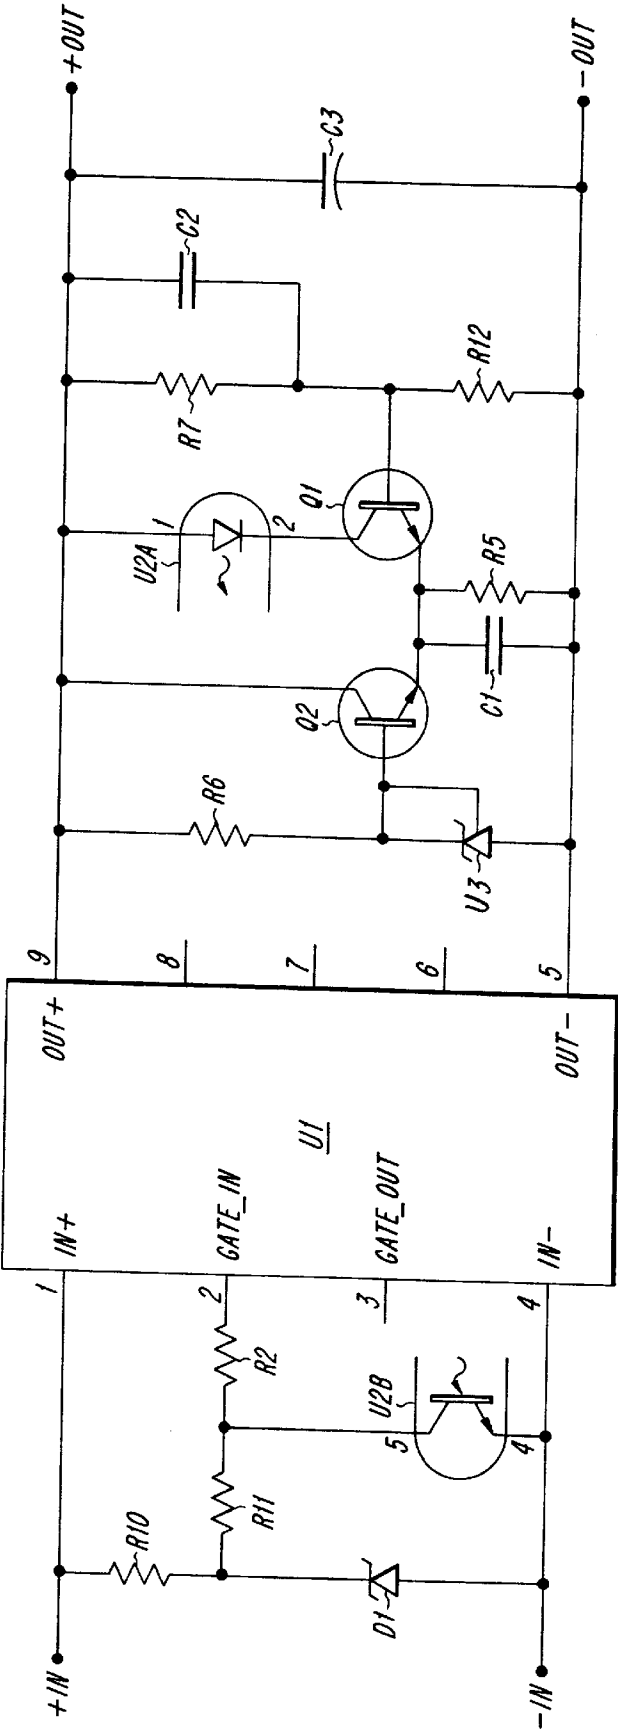 +IN
-IN
R10
R11
D1
R2
U2B
5
4
1
2
3
4
IN+
GATE_IN
GATE_OUT
IN-
U1
OUT+
OUT-
9
8
7
6
5
R6
U3
Q2
U2A
1
2
Q1
C1
R5
R7
C2
R12
C3
+OUT
-OUT